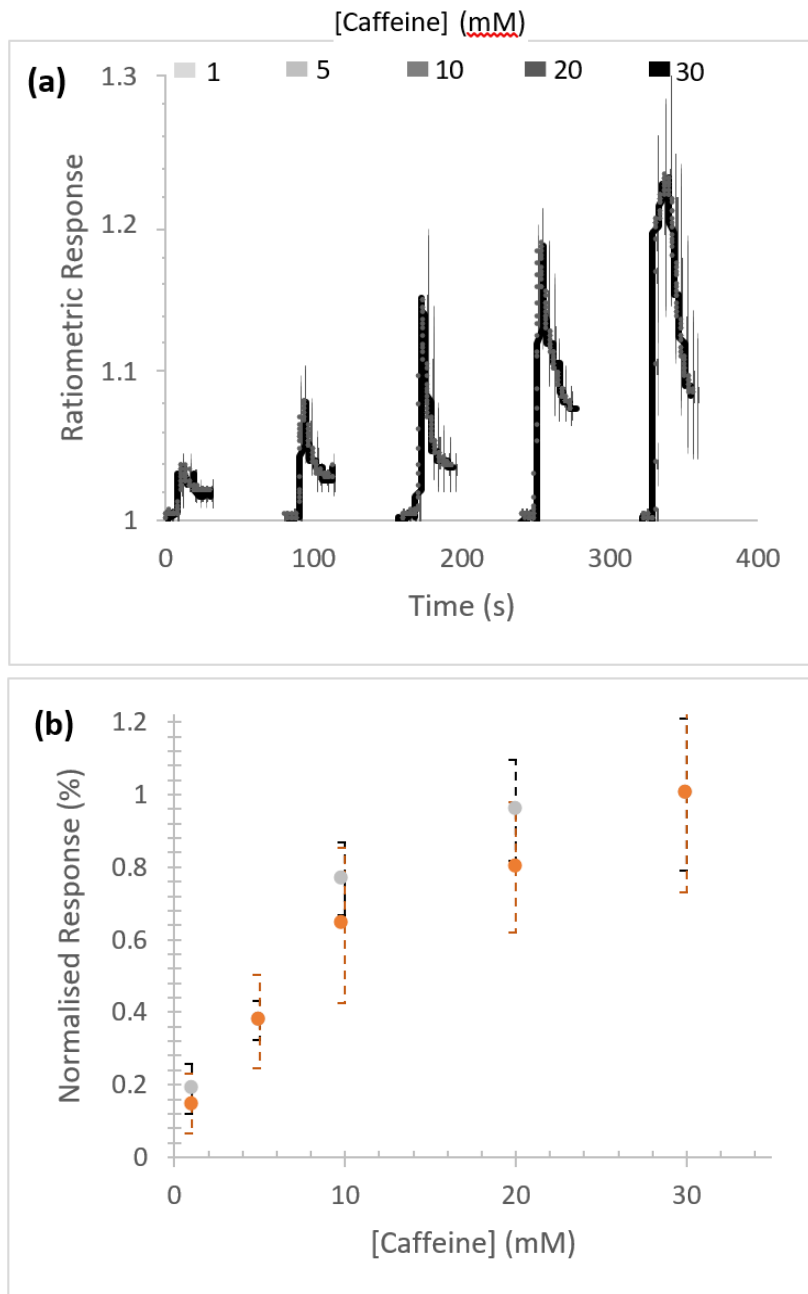 [Caffeine] (mM)
(a)
1 5 10 20 30
1.3
1.2
1.1
1
Ratiometric Response
0 100 200 300 400
Time (s)
(b)
1.2
1
0.8
0.6
0.4
0.2
0
Normalised Response (%)
0 10 20 30
[Caffeine] (mM)